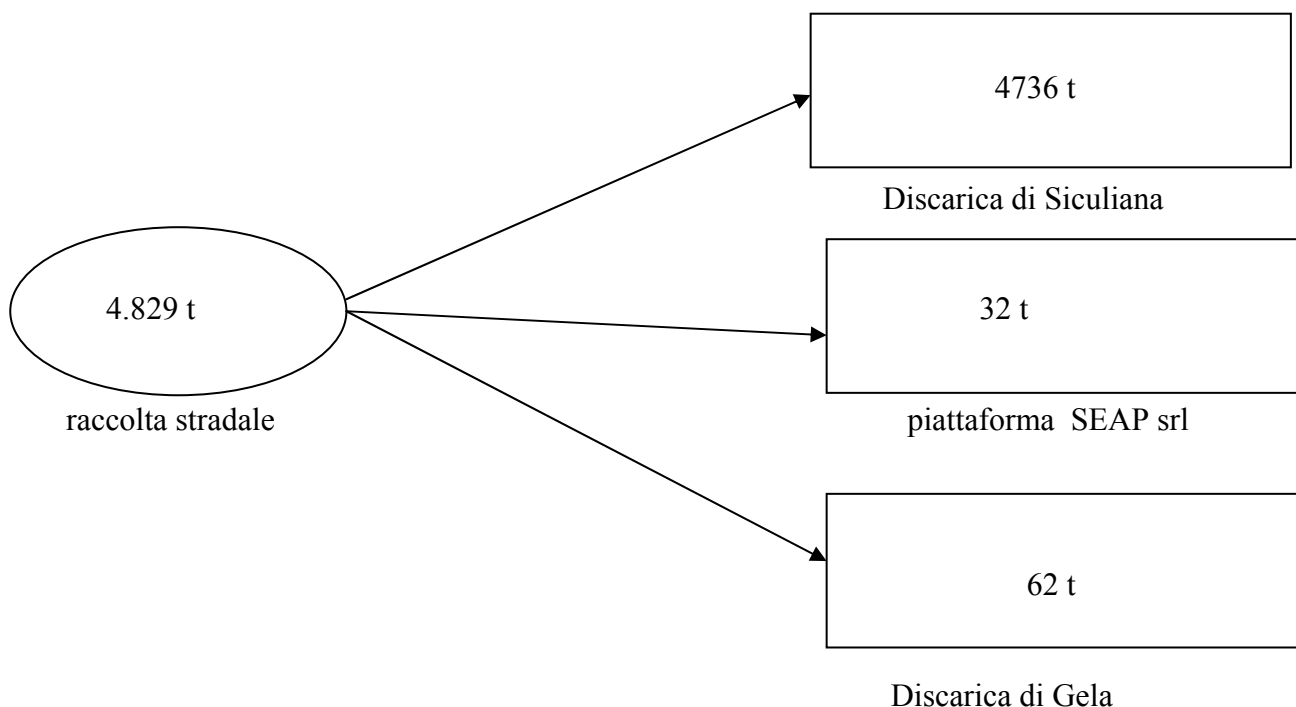 4736 t
Discarica di Siculiana
4.829 t
raccolta stradale
32 t
piattaforma SEAP srl
62 t
Discarica di Gela